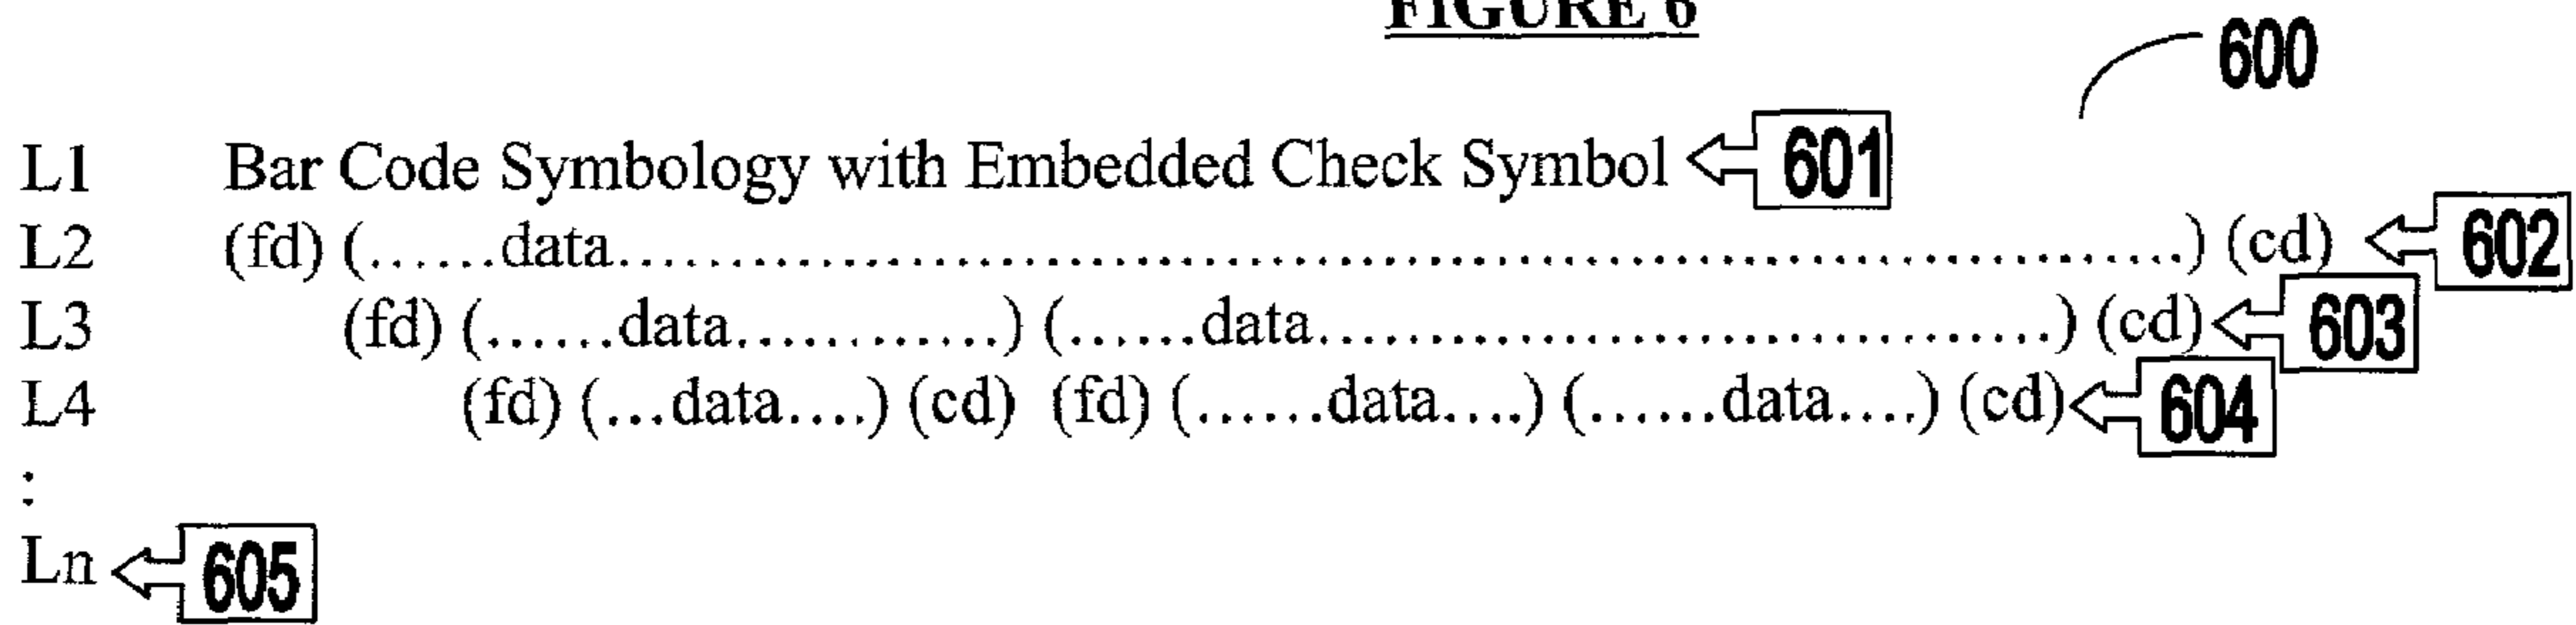 FIGURE 6
600
L1 Bar Code Symbology with Embedded Check Symbol 601
L2 (fd) (......data.........................................................................) (cd) 602
L3 (fd) (......data............) (......data..................................) (cd) 603
L4 (fd) (...data....) (cd) (fd) (......data....) (......data....) (cd) 604
:
Ln 605